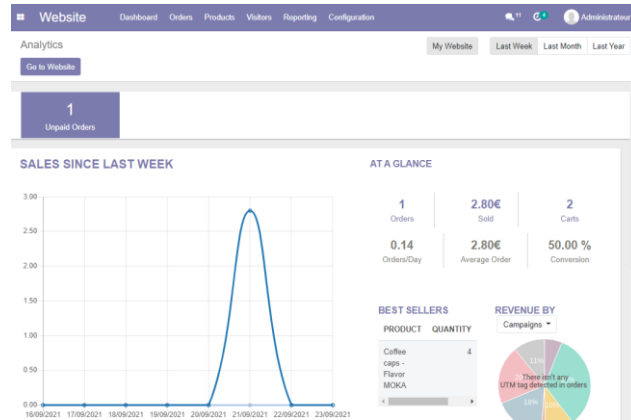 Website Dashboard Orders Products Visitors Reporting Configuration 11 Administrateur
Analytics
My Website Last Week Last Month Last Year
Go to Website
1
Unpaid Orders
SALES SINCE LAST WEEK
3.00
2.50
2.00
1.50
1.00
0.50
0.00
16/09/2021 17/09/2021 18/09/2021 19/09/2021 20/09/2021 21/09/2021 22/09/2021 23/09/2021
AT A GLANCE
1 2.80€ 2
Orders Sold Carts
0.14 2.80€ 50.00 %
Orders/Day Average Order Conversion
BEST SELLERS
PRODUCT QUANTITY
Coffee 4
caps -
Flavor
MOKA
REVENUE BY
Campaigns
11%
There isn't any
UTM tag detected in orders
18%